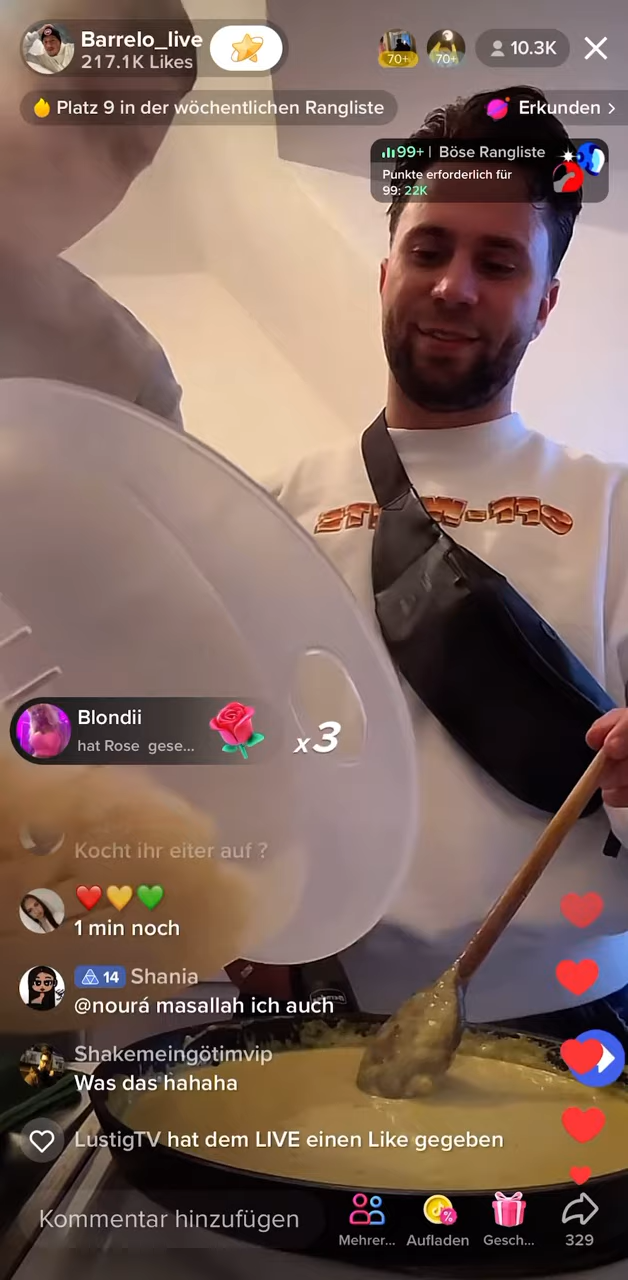 Barrelo_live
217.1K Likes
70+
70+
10.3K
Platz 9 in der wöchentlichen Rangliste
Erkunden >
99+ | Böse Rangliste
Punkte erforderlich für
99: 22K
Blondii
hat Rose gese...
x3
Kocht ihr eiter auf ?
1 min noch
14 Shania
@nourá masallah ich auch
Shakemeingötimvip
Was das hahaha
LustigTV hat dem LIVE einen Like gegeben
Kommentar hinzufügen
Mehrer...
Aufladen
Gesch...
329